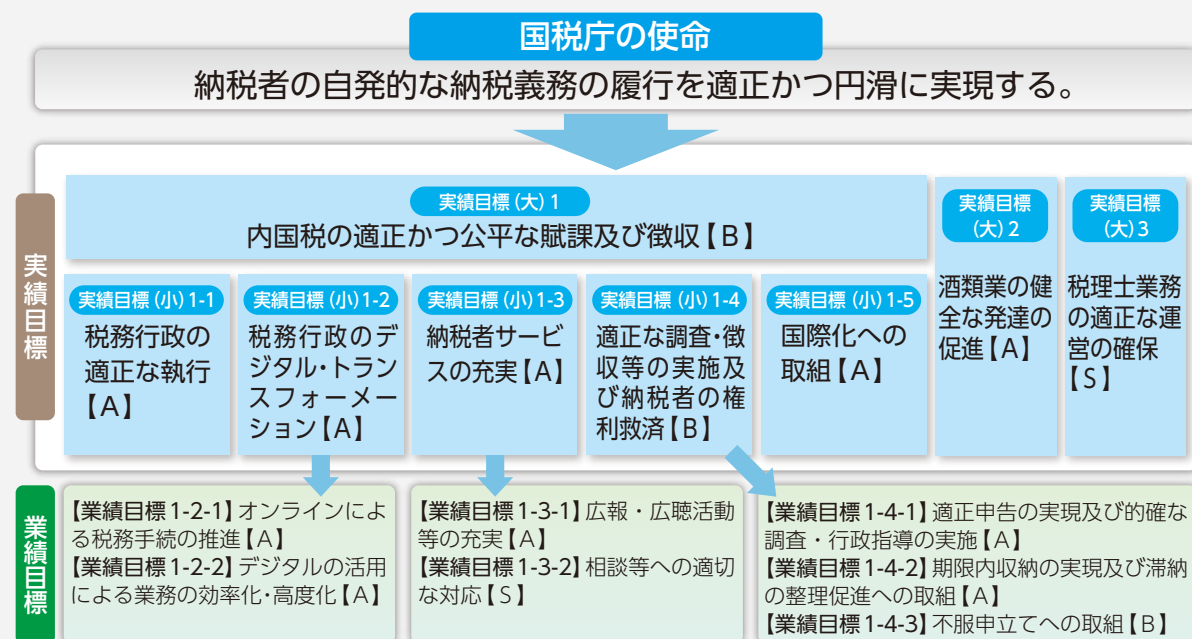 国税庁の使命
納税者の自発的な納税義務の履行を適正かつ円滑に実現する。
実績目標
実績目標(大)1
内国税の適正かつ公平な賦課及び徴収【B】
実績目標(小)1-1
税務行政の
適正な執行
【A】
実績目標(小)1-2
税務行政のデ
ジタル・トラン
スフォーメー
ション【A】
実績目標(小)1-3
納税者サービ
スの充実【A】
実績目標(小)1-4
適正な調査・徴
収等の実施及
び納税者の権
利救済【B】
実績目標(小)1-5
国際化への
取組【A】
実績目標
(大)2
酒類業の健
全な発達の
促進【A】
実績目標
(大)3
税理士業務
の適正な運
営の確保
【S】
業績目標
【業績目標1-2-1】オンラインによ
る税務手続の推進【A】
【業績目標1-2-2】デジタルの活用
による業務の効率化・高度化【A】
【業績目標1-3-1】広報・広聴活動
等の充実【A】
【業績目標1-3-2】相談等への適切
な対応【S】
【業績目標1-4-1】適正申告の実現及び的確な
調査・行政指導の実施【A】
【業績目標1-4-2】期限内収納の実現及び滞納
の整理促進への取組【A】
【業績目標1-4-3】不服申立てへの取組【B】